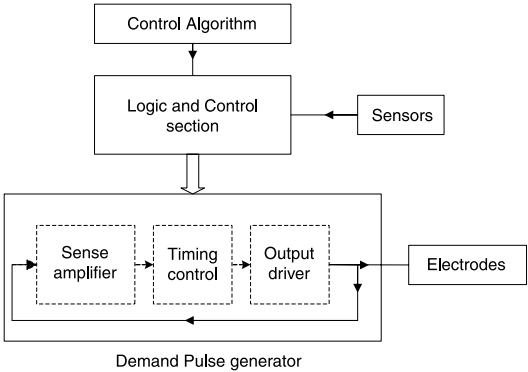 Control Algorithm
Logic and Control
section
Sensors
Sense
amplifier
Timing
control
Output
driver
Electrodes
Demand Pulse generator